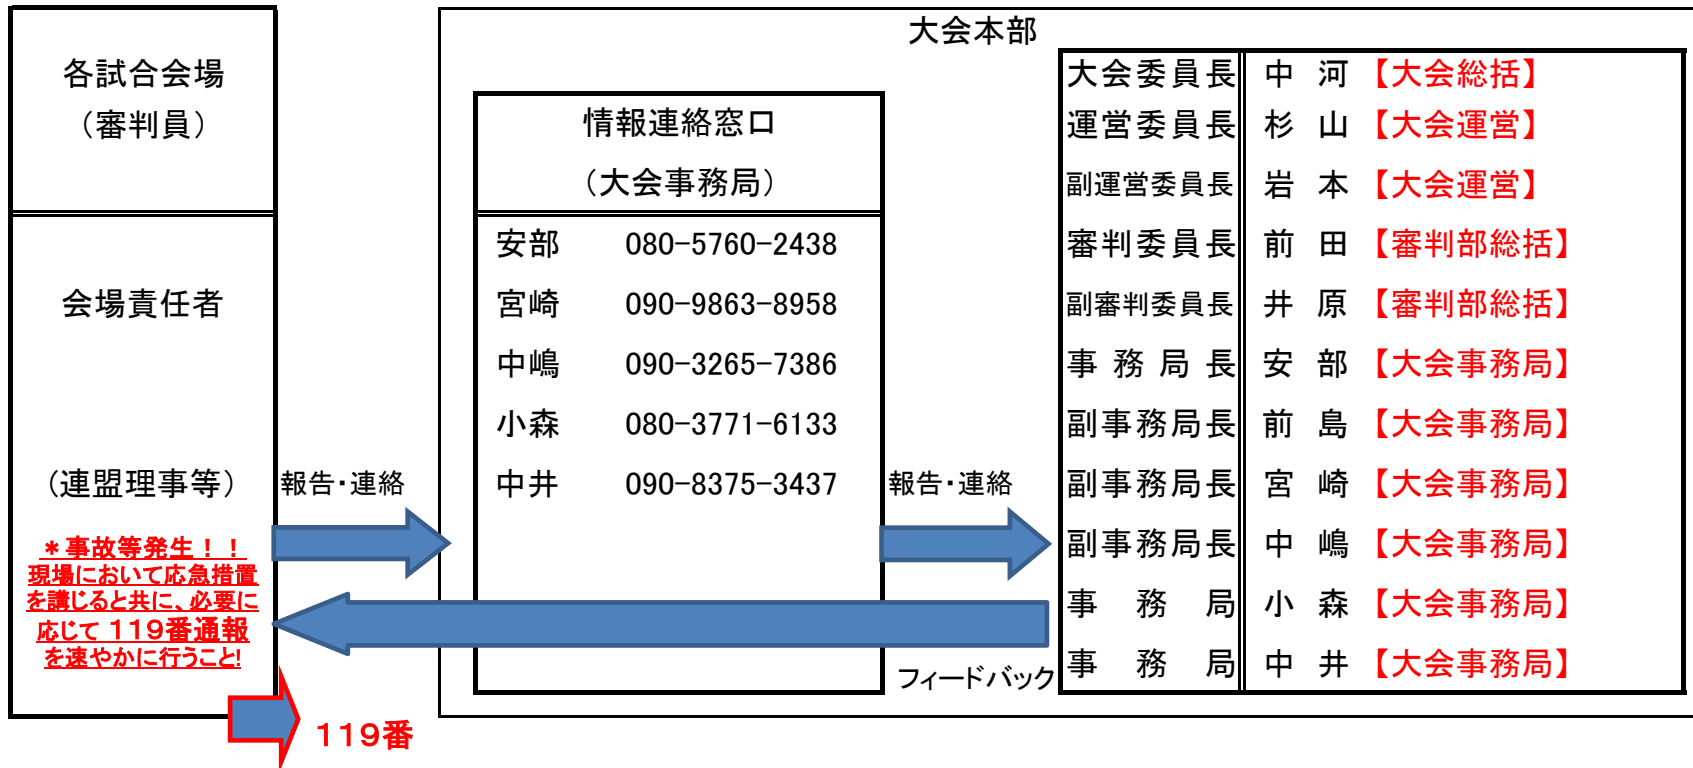 各試合会場
（審判員）
会場責任者
（連盟理事等）
＊事故等発生！！
現場において応急措置
を講じると共に、必要に
応じて 119番通報
を速やかに行うこと!
119番
報告・連絡
大会本部
情報連絡窓口
（大会事務局）
安部 080-5760-2438
宮崎 090-9863-8958
中嶋 090-3265-7386
小森 080-3771-6133
中井 090-8375-3437
報告・連絡
フィードバック
大会委員長 中河【大会総括】
運営委員長 杉山【大会運営】
副運営委員長 岩本【大会運営】
審判委員長 前田【審判部総括】
副審判委員長 井原【審判部総括】
事務局長 安部【大会事務局】
副事務局長 前島【大会事務局】
副事務局長 宮崎【大会事務局】
副事務局長 中嶋【大会事務局】
事務局 小森【大会事務局】
事務局 中井【大会事務局】